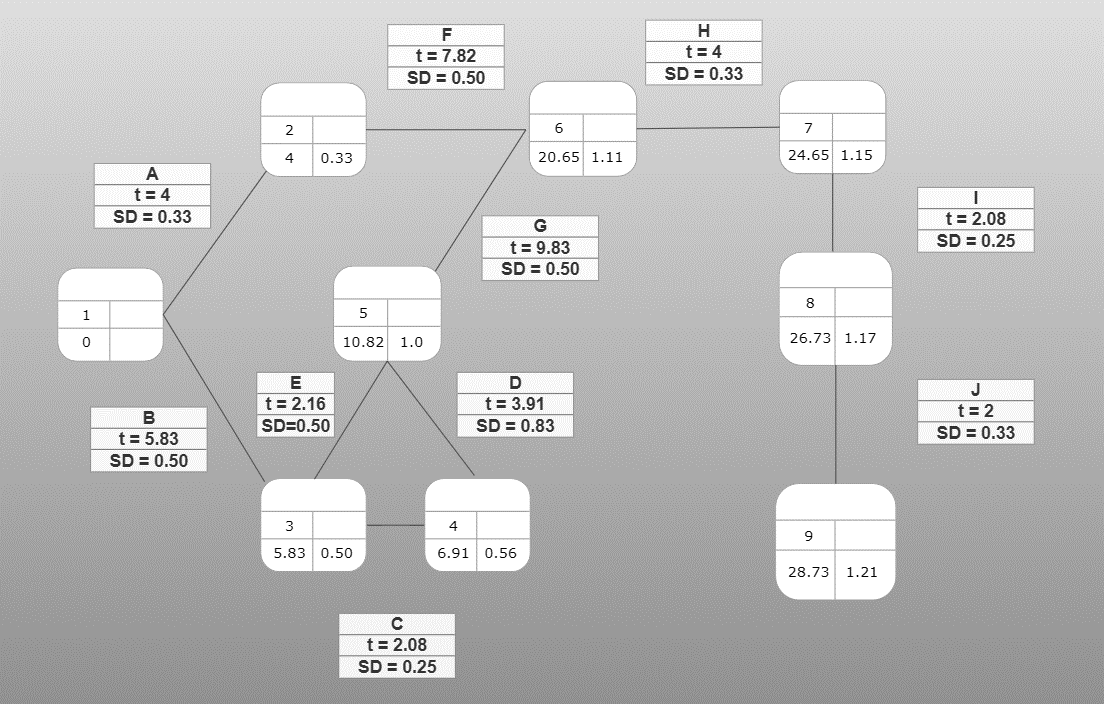 F
t = 7.82
SD = 0.50
H
t = 4
SD = 0.33
2
4 0.33
6
20.65 1.11
7
24.65 1.15
A
t = 4
SD = 0.33
I
t = 2.08
SD = 0.25
G
t = 9.83
SD = 0.50
1
0
5
10.82 1.0
8
26.73 1.17
E
t = 2.16
SD=0.50
D
t = 3.91
SD = 0.83
J
t = 2
SD = 0.33
B
t = 5.83
SD = 0.50
3
5.83 0.50
4
6.91 0.56
9
28.73 1.21
C
t = 2.08
SD = 0.25